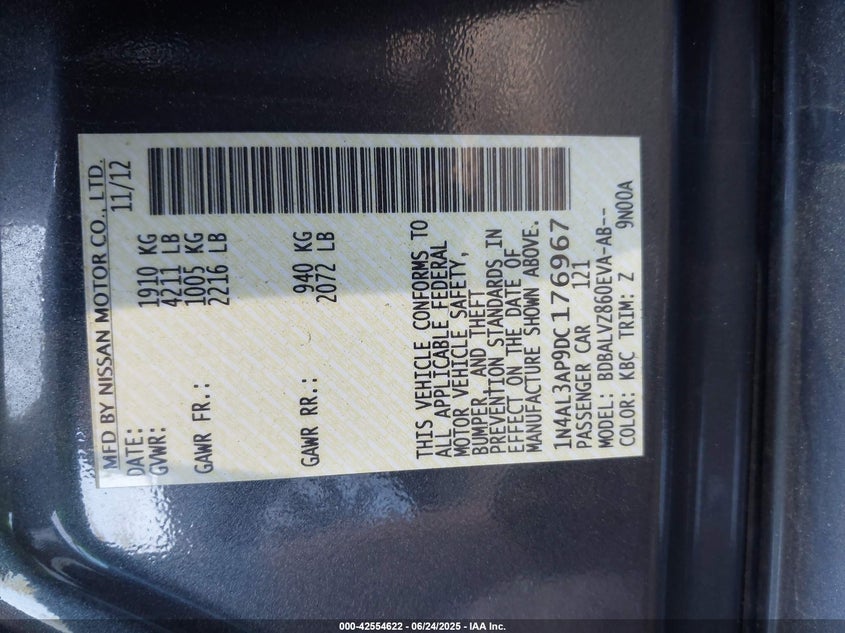 MFD BY NISSAN MOTOR CO., LTD.
DATE: 11/12
GVWR: 1910 KG
4211 LB
GAWR FR.: 1005 KG
2216 LB
GAWR RR.: 940 KG
2072 LB
THIS VEHICLE CONFORMS TO
ALL APPLICABLE FEDERAL
MOTOR VEHICLE SAFETY,
BUMPER, AND THEFT
PREVENTION STANDARDS IN
EFFECT ON THE DATE OF
MANUFACTURE SHOWN ABOVE.
1N4AL3AP9DC176967
PASSENGER CAR 121
MODEL: BDBALVZ860EVA-AB--
COLOR: KBC TRIM: Z 9N00A
000-42554622 - 06/24/2025 - IAA Inc.